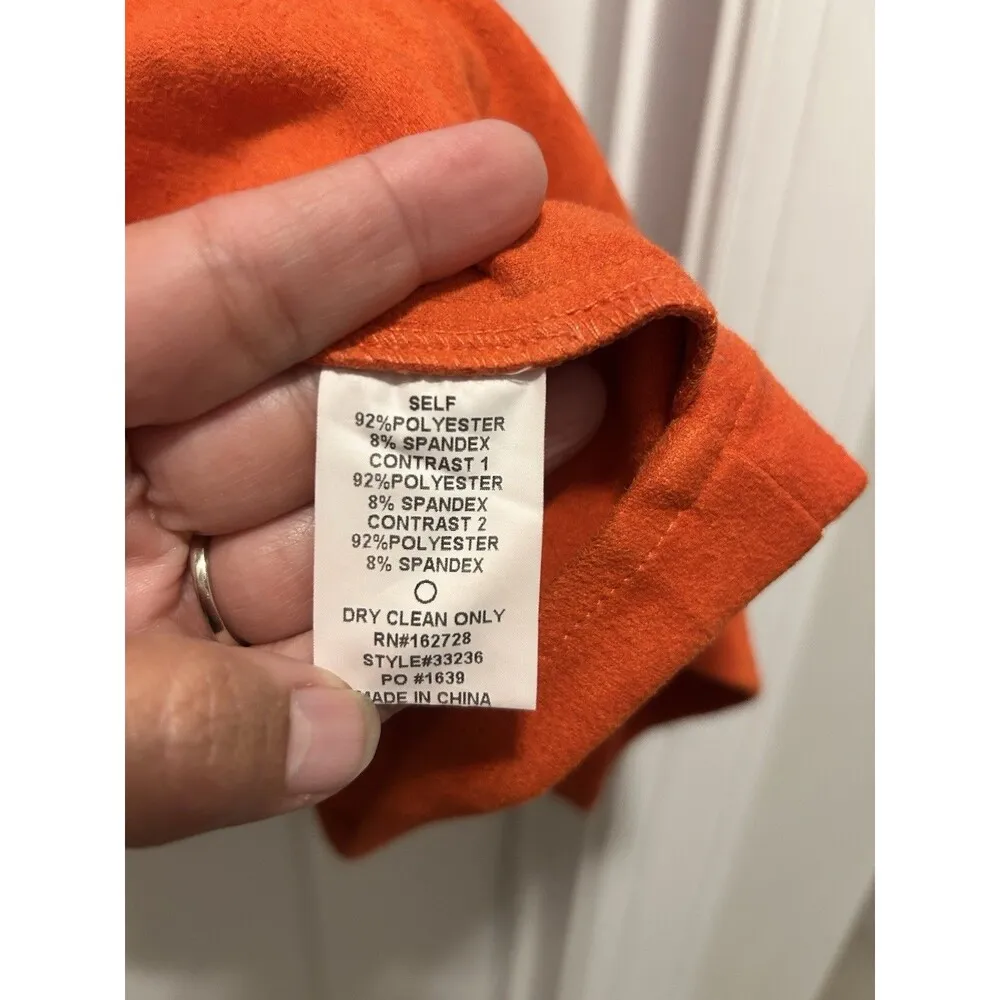 SELF
92%POLYESTER
8% SPANDEX
CONTRAST 1
92%POLYESTER
8% SPANDEX
CONTRAST 2
92%POLYESTER
8% SPANDEX
DRY CLEAN ONLY
RN#162728
STYLE#33236
PO #1639
MADE IN CHINA